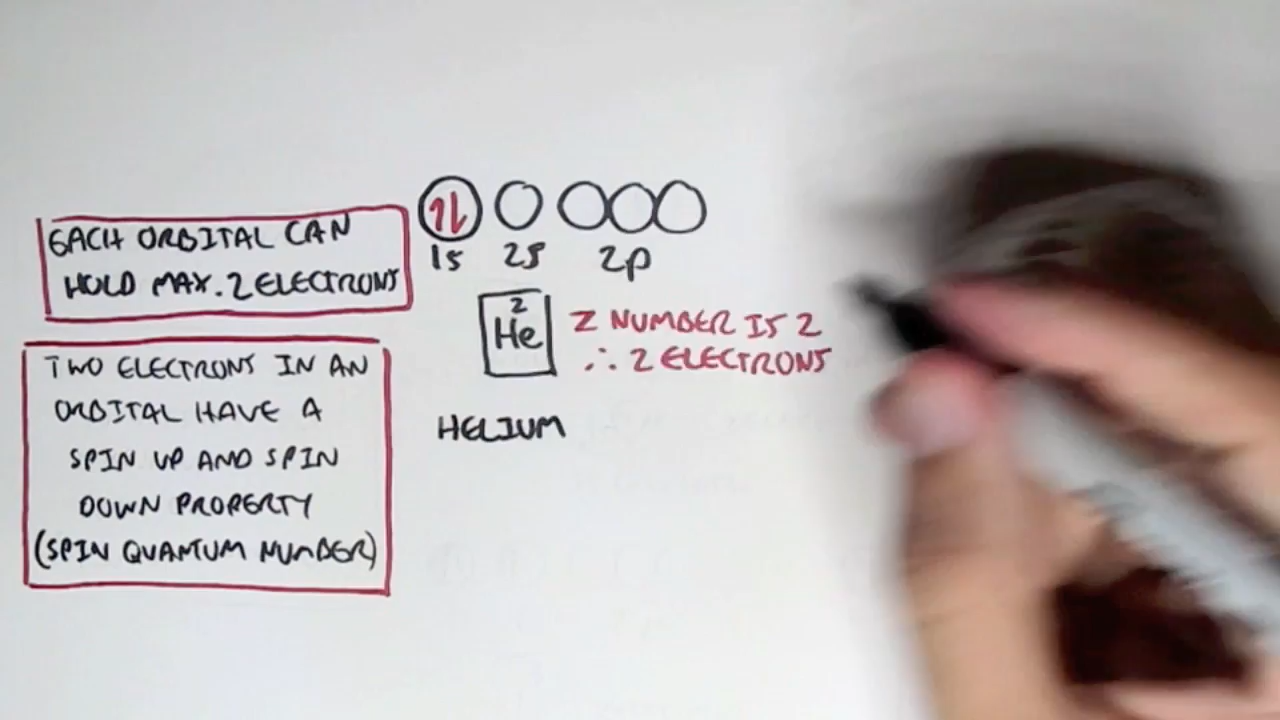 EACH ORBITAL CAN
HOLD MAX. 2 ELECTRONS
TWO ELECTRONS IN AN
ORBITAL HAVE A
SPIN UP AND SPIN
DOWN PROPERTY
(SPIN QUANTUM NUMBER)
1s 2s 2p
2
He
Z NUMBER IS 2
∴ 2 ELECTRONS
HELIUM